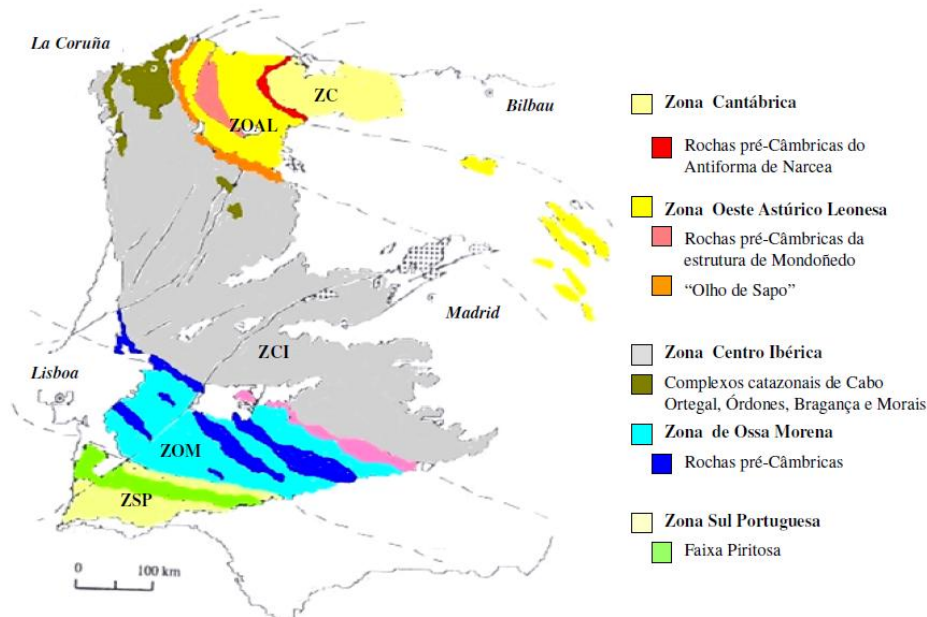 La Coruña
ZC
Bilbau
ZOAL
Madrid
ZCI
Lisboa
ZOM
ZSP
0 100 km
Zona Cantábrica
Rochas pré-Câmbricas do
Antiforma de Narcea
Zona Oeste Astúrico Leonesa
Rochas pré-Câmbricas da
estrutura de Mondoñedo
“Olho de Sapo”
Zona Centro Ibérica
Complexos catazonais de Cabo
Ortegal, Órdones, Bragança e Morais
Zona de Ossa Morena
Rochas pré-Câmbricas
Zona Sul Portuguesa
Faixa Piritosa